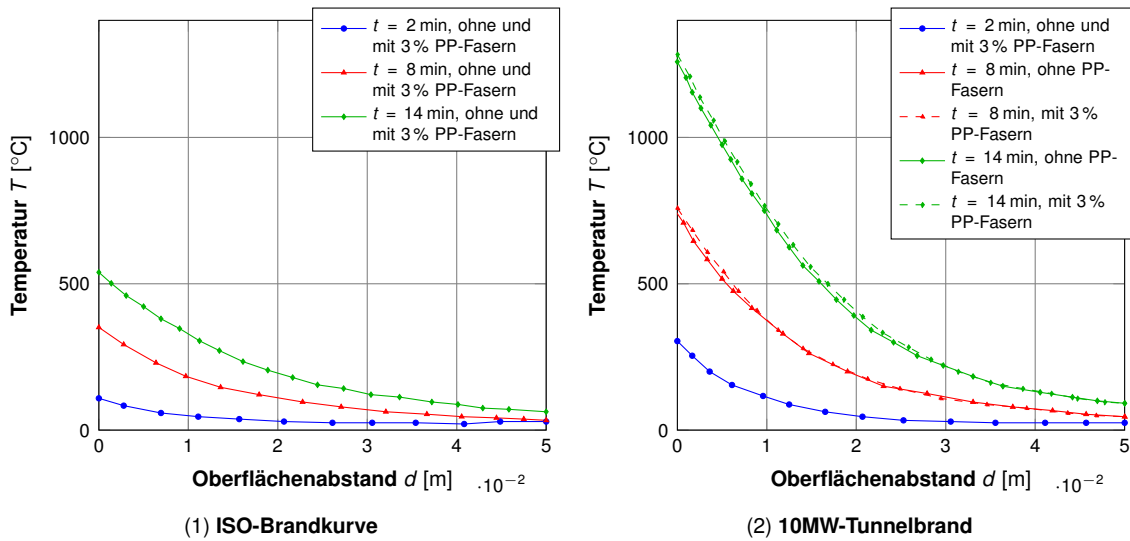 t = 2 min, ohne und
mit 3 % PP-Fasern
t = 8 min, ohne und
mit 3 % PP-Fasern
t = 14 min, ohne und
mit 3 % PP-Fasern
1000
500
0
Temperatur T [°C]
0
1
2
3
4
5
Oberflächenabstand d [m]
·10−2
(1) ISO-Brandkurve
t = 2 min, ohne und
mit 3 % PP-Fasern
t = 8 min, ohne PP-
Fasern
t = 8 min, mit 3 %
PP-Fasern
t = 14 min, ohne PP-
Fasern
t = 14 min, mit 3 %
PP-Fasern
1000
500
0
Temperatur T [°C]
0
1
2
3
4
5
Oberflächenabstand d [m]
·10−2
(2) 10MW-Tunnelbrand